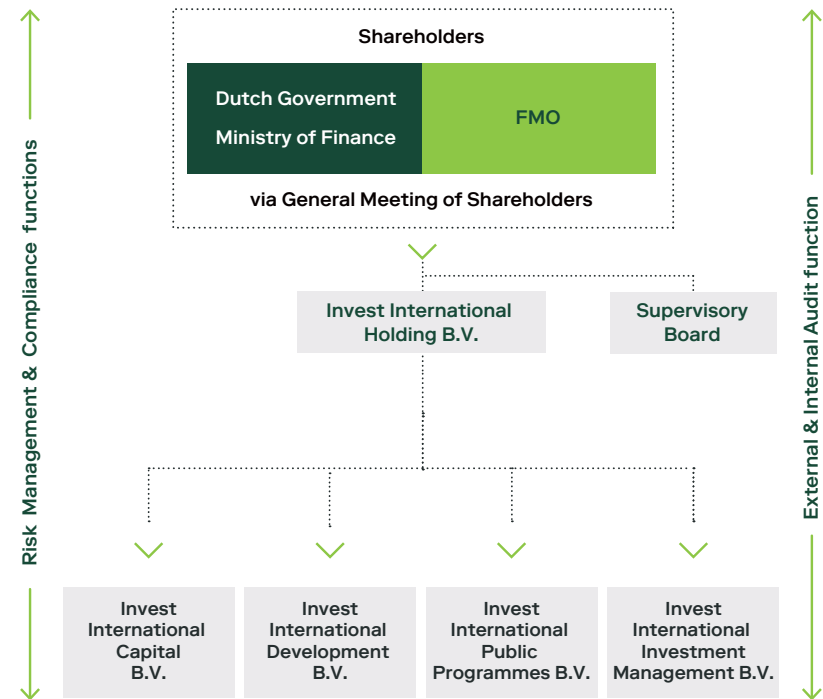 Shareholders
Dutch Government
Ministry of Finance
FMO
via General Meeting of Shareholders
Risk Management & Compliance functions
External & Internal Audit function
Invest International
Holding B.V.
Supervisory
Board
Invest
International
Capital
B.V.
Invest
International
Development
B.V.
Invest
International
Public
Programmes B.V.
Invest
International
Investment
Management B.V.